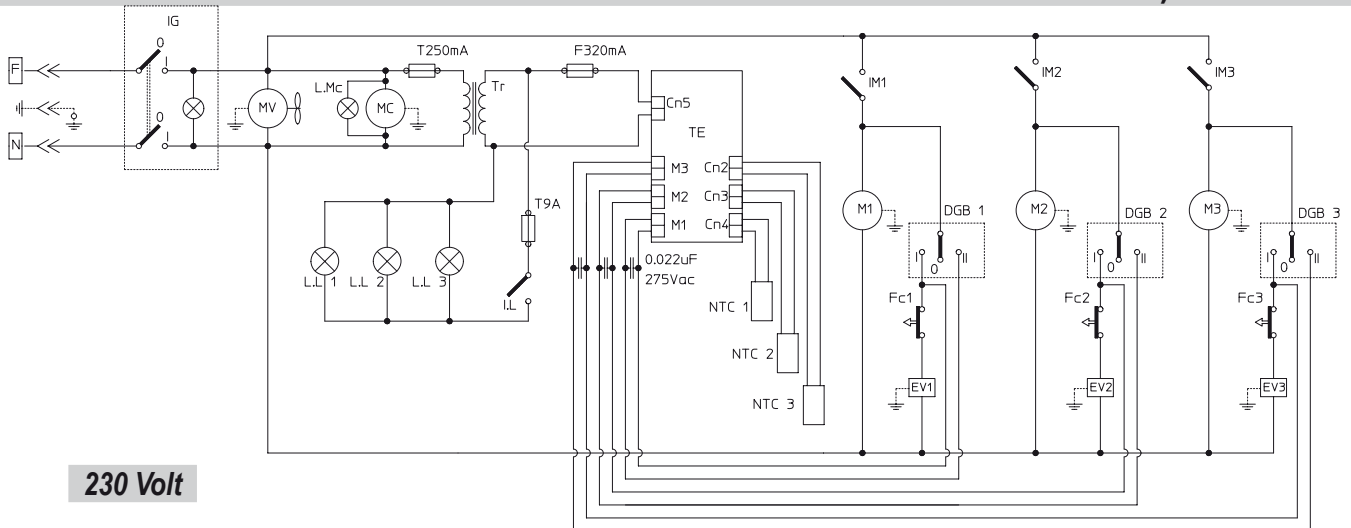 IG
0
I
F
N
0
I
MV
L.Mc
MC
T250mA
Tr
F320mA
Cn5
TE
M3
M2
M1
Cn2
Cn3
Cn4
T9A
I.L
L.L 1
L.L 2
L.L 3
0.022uF
275Vac
NTC 1
NTC 2
NTC 3
IM1
M1
DGB 1
I
0
II
Fc1
EV1
IM2
M2
DGB 2
I
0
II
Fc2
EV2
IM3
M3
DGB 3
I
0
II
Fc3
EV3
230 Volt